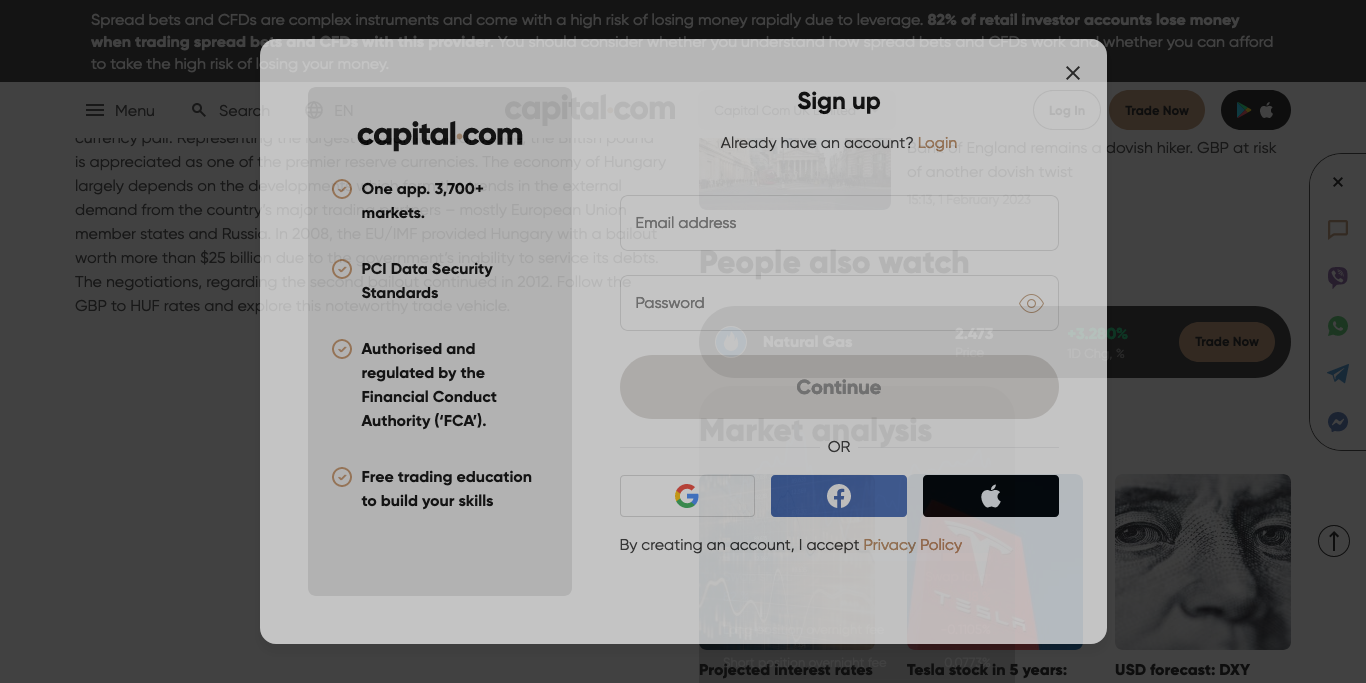 Spread bets and CFDs are complex instruments and come with a high risk of losing money rapidly due to leverage. 82% of retail investor accounts lose money
when trading spread bets and CFDs with this provider. You should consider whether you understand how spread bets and CFDs work and whether you can afford
to take the high risk of losing your money.
Menu
Search
EN
capital.com
Capital Com
Log In
Trade Now
currency pair. Representing the largest
the British pound
is appreciated as one of the premier reserve currencies. The economy of Hungary
largely depends on the
in the external
demand from the country's major trading partners – mostly European Union
member states and Russia. In 2008, the EU/IMF provided Hungary with a bailout
worth more than $25 billion due to the government's inability to service its debts.
The negotiations, regarding the second bailout continued in 2012. Follow the
GBP to HUF rates and explore this noteworthy trade vehicle.
Bank of England remains a dovish hiker. GBP at risk
of another dovish twist
15:13, 1 February 2023
People also watch
Natural Gas
2.473
Price
+3.280%
1D Chg, %
Trade Now
Market analysis
Projected interest rates
TESLA
Tesla stock in 5 years:
USD forecast: DXY
Short position overnight fee
capital.com
One app. 3,700+
markets.
PCI Data Security
Standards
Authorised and
regulated by the
Financial Conduct
Authority (‘FCA’).
Free trading education
to build your skills
Sign up
Already have an account? Login
Email address
Password
Continue
OR
By creating an account, I accept Privacy Policy